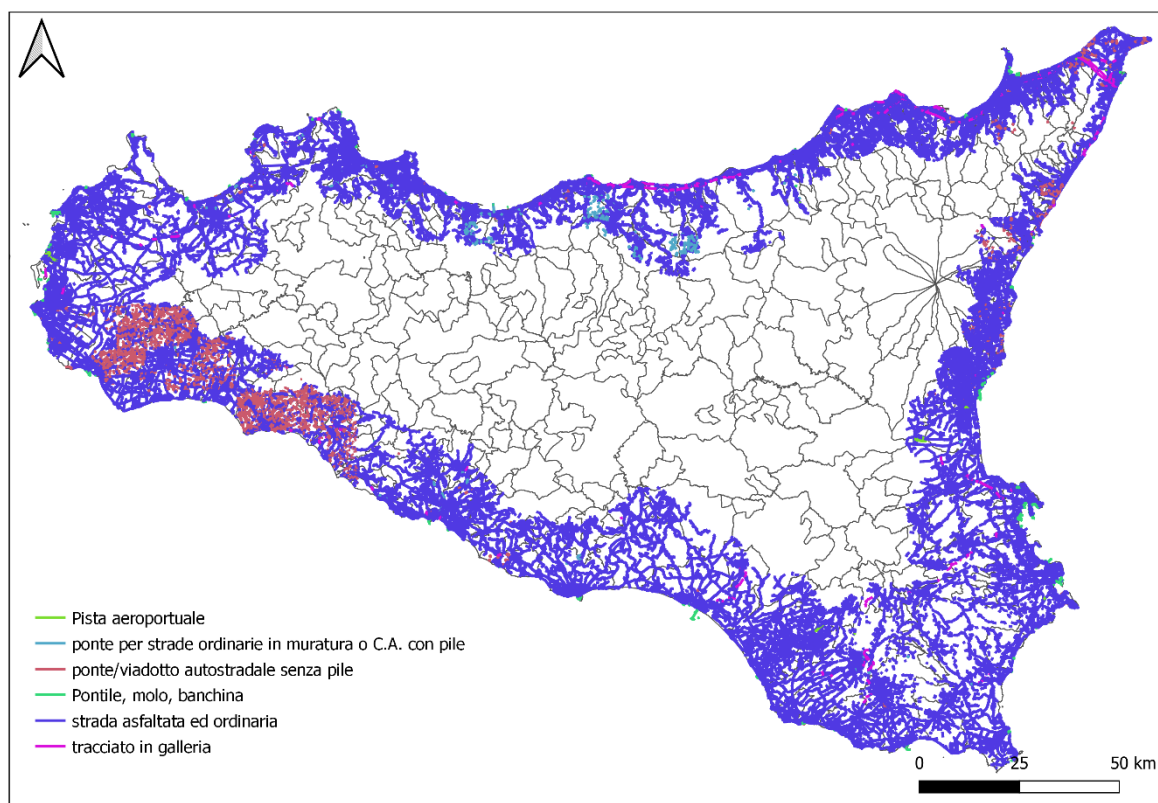 Pista aeroportuale
ponte per strade ordinarie in muratura o C.A. con pile
ponte/viadotto autostradale senza pile
Pontile, molo, banchina
strada asfaltata ed ordinaria
tracciato in galleria
0 25 50 km